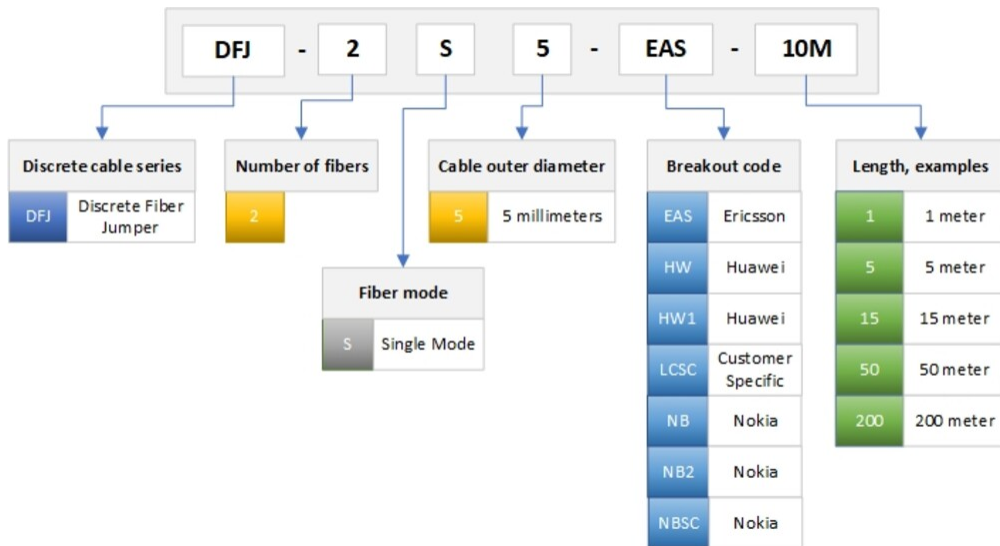 DFJ - 2 S 5 - EAS - 10M
Discrete cable series
DFJ Discrete Fiber
Jumper
Number of fibers
2
Fiber mode
S Single Mode
Cable outer diameter
5 5 millimeters
Breakout code
EAS Ericsson
HW Huawei
HW1 Huawei
LCSC Customer
Specific
NB Nokia
NB2 Nokia
NBSC Nokia
Length, examples
1 1 meter
5 5 meter
15 15 meter
50 50 meter
200 200 meter